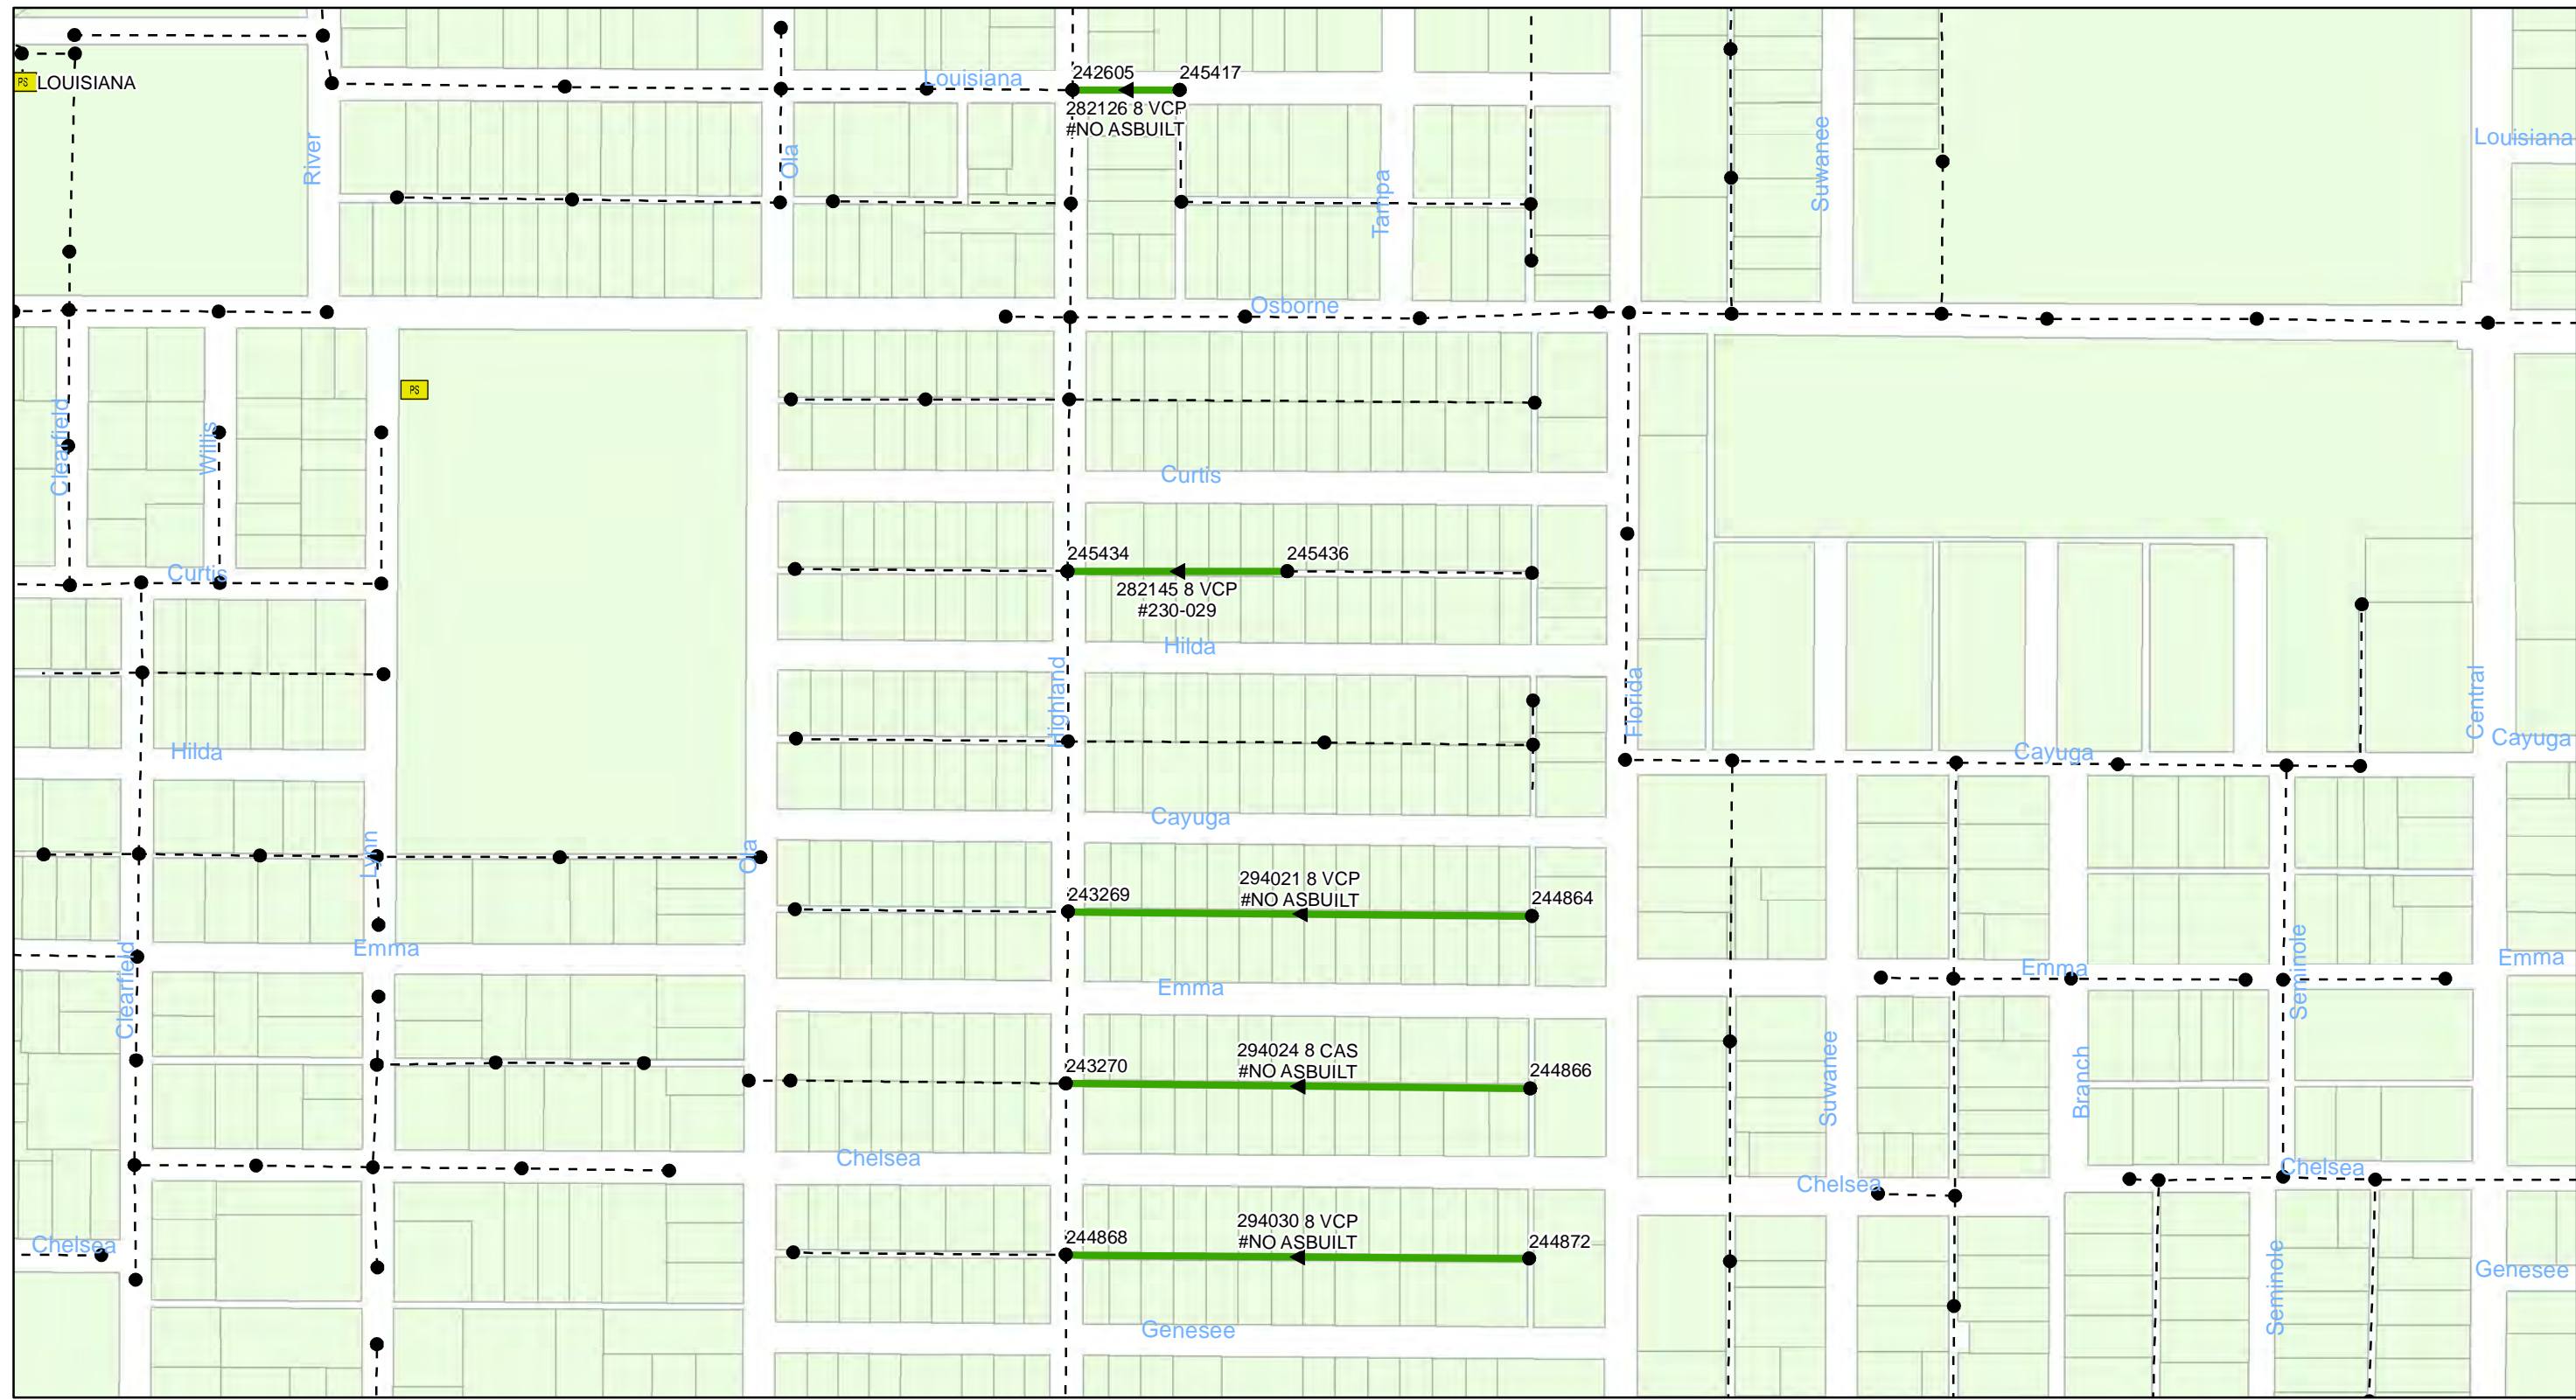 Louisiana
242605
245417
PS LOUISIANA
282126 8 VCP
#NO ASBUILT
River
Ola
Tampa
Suwanee
Louisiana
Osborne
PS
Clearfield
Willis
Curtis
Curtis
245434
245436
282145 8 VCP
#230-029
Hilda
Highland
Florida
Central
Hilda
Cayuga
Cayuga
Cayuga
Lynn
Ola
243269
294021 8 VCP
#NO ASBUILT
244864
Emma
Clearfield
Emma
Emma
Seminole
Emma
243270
294024 8 CAS
#NO ASBUILT
244866
Suwanee
Branch
Chelsea
Chelsea
Chelsea
Chelsea
244868
294030 8 VCP
#NO ASBUILT
244872
Seminole
Genesee
Genesee